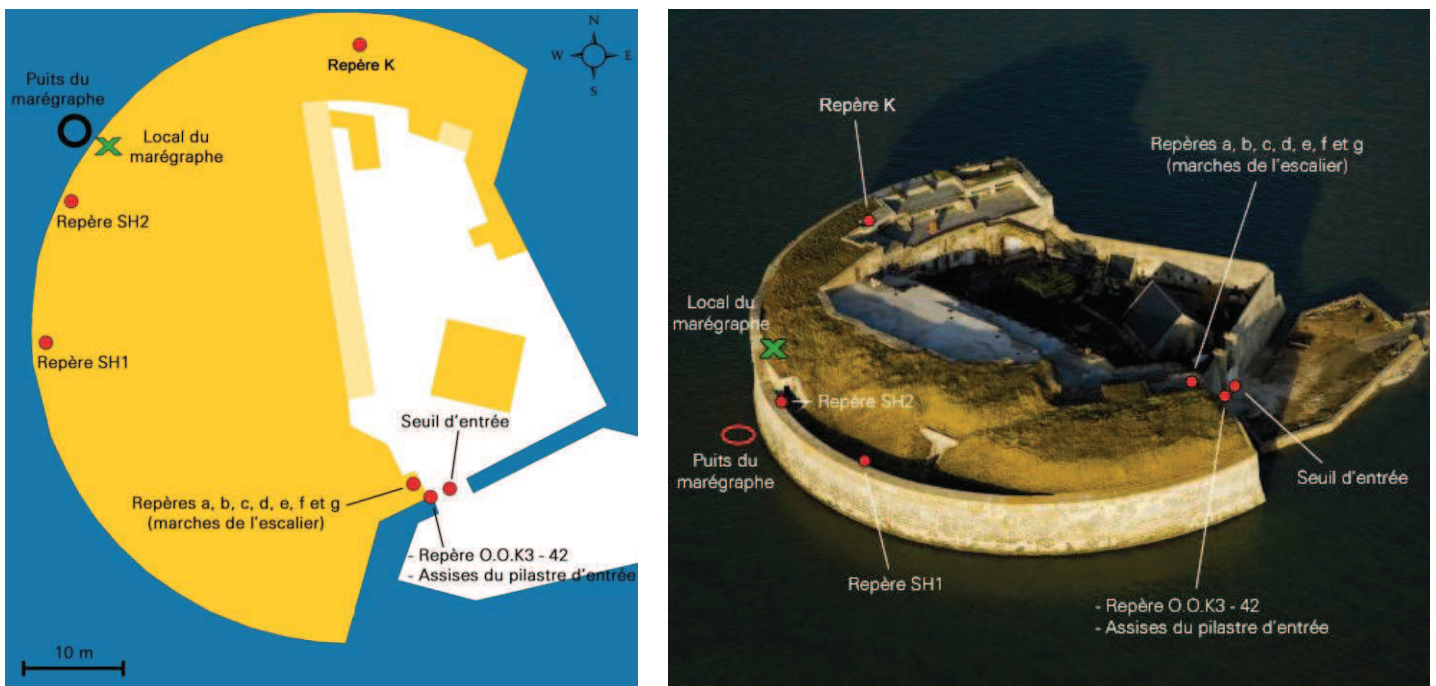 N
W E
S
Repère K
Puits du
marégraphe
Local du
marégraphe
Repère SH2
Repère SH1
Seuil d'entrée
Repères a, b, c, d, e, f et g
(marches de l'escalier)
- Repère O.O.K3 - 42
- Assises du pilastre d'entrée
10 m
Repère K
Repères a, b, c, d, e, f et g
(marches de l'escalier)
Local du
marégraphe
Repère SH2
Puits du
marégraphe
Seuil d'entrée
Repère SH1
- Repère O.O.K3 - 42
- Assises du pilastre d'entrée